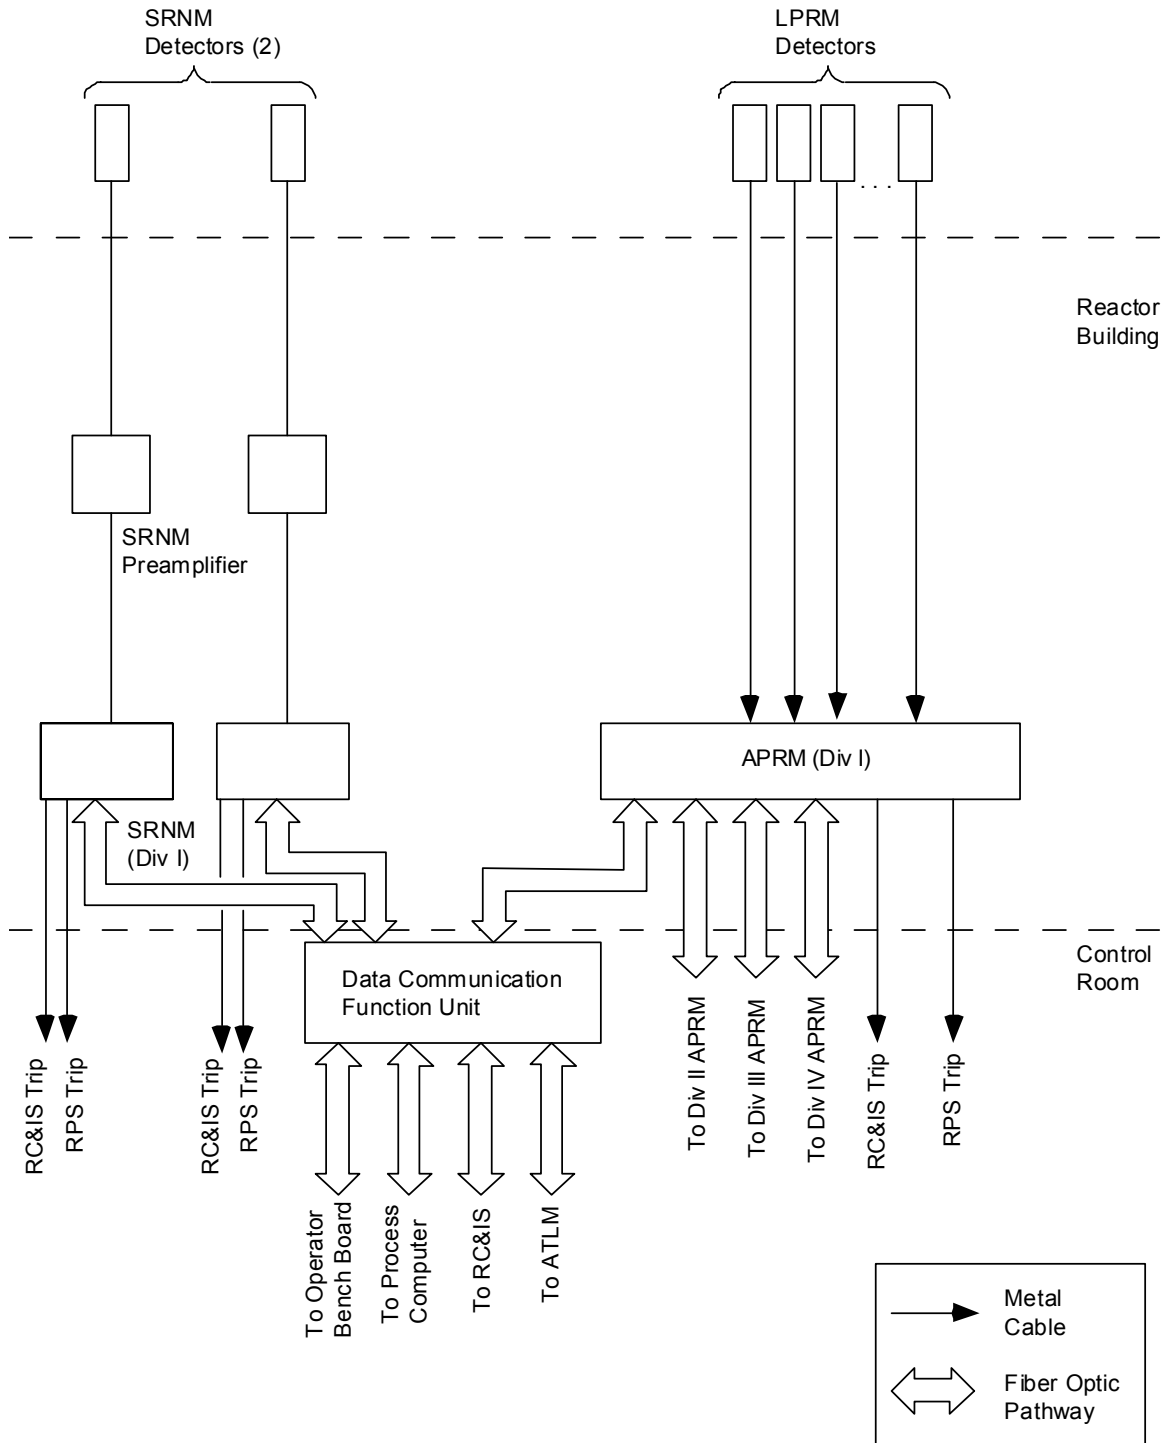 SRNM
Detectors (2)
LPRM
Detectors
. . .
Reactor
Building
SRNM
Preamplifier
APRM (Div I)
SRNM
(Div I)
Control
Room
Data Communication
Function Unit
RC&IS Trip
RPS Trip
RC&IS Trip
RPS Trip
To Div II APRM
To Div III APRM
To Div IV APRM
RC&IS Trip
RPS Trip
To Operator
Bench Board
To Process
Computer
To RC&IS
To ATLM
Metal
Cable
Fiber Optic
Pathway